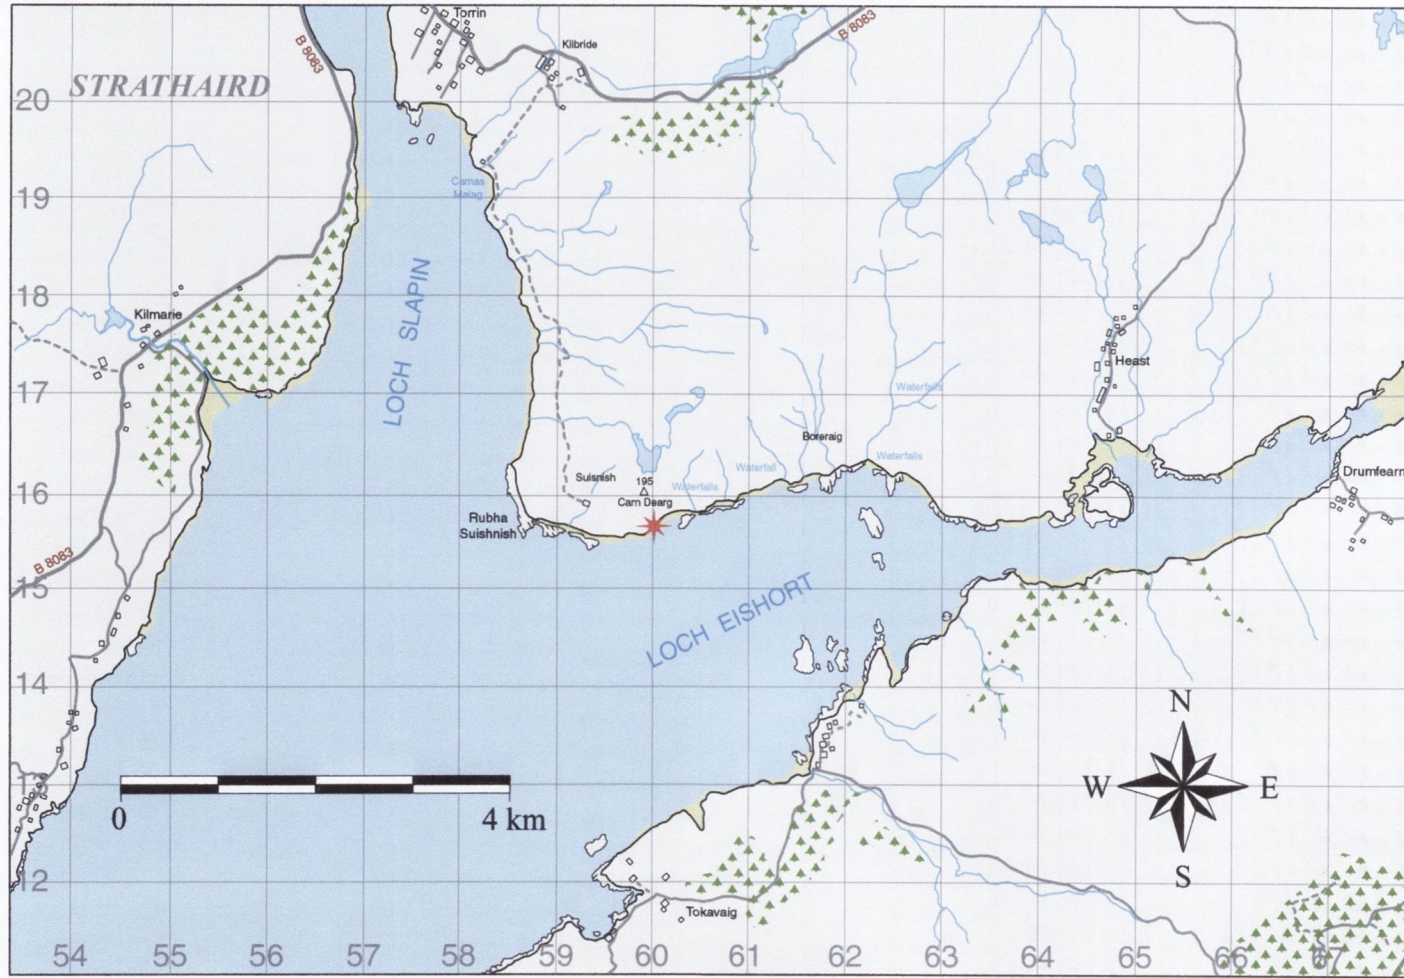 Torrin
B 8083
B 8083
Kilbride
STRATHAIRD
20
Camas
Malag
19
LOCH SLAPIN
18
Kilmarie
Heast
17
Waterfalls
Boreraig
Waterfalls
Waterfall
Suisnish
195
Waterfalls
Carn Dearg
16
Drumfearn
Rubha
Suishnish
B 8083
15
LOCH EISHORT
14
N
W
E
S
13
0
4 km
12
Tokavaig
54
55
56
57
58
59
60
61
62
63
64
65
66
67